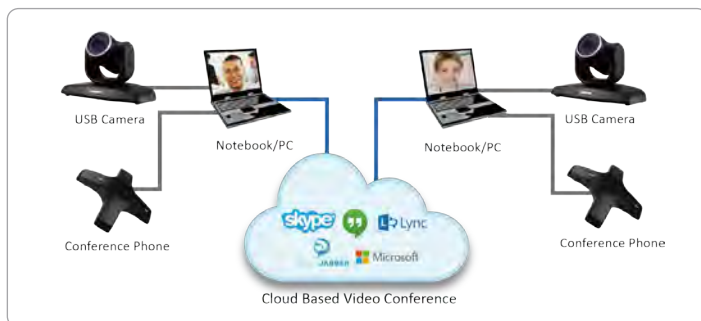 USB Camera
Notebook/PC
Notebook/PC
USB Camera
Conference Phone
Conference Phone
skype
Lync
JABBER
Microsoft
Cloud Based Video Conference